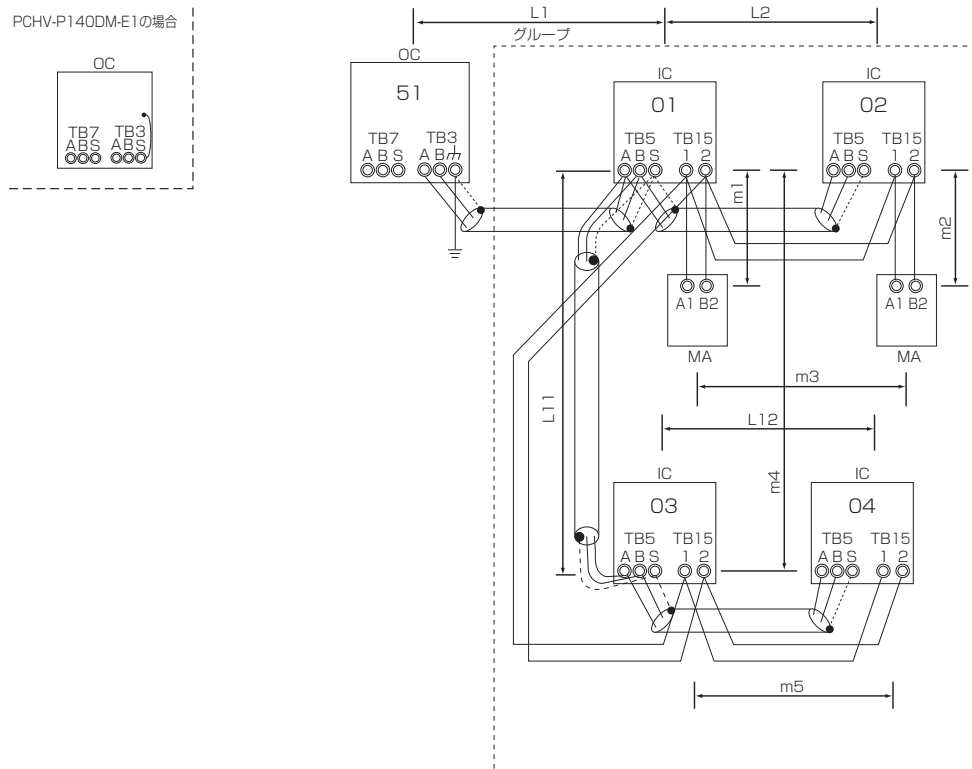 PCHV-P140DM-E1の場合
OC
TB7 TB3
ABS ABS
L1 L2
グループ
OC
51
TB7 TB3
A B S A B
IC
01
TB5 TB15
A B S 1 2
IC
02
TB5 TB15
A B S 1 2
m1
m2
A1 B2
MA
A1 B2
MA
m3
L11
L12
m4
IC
03
TB5 TB15
A B S 1 2
IC
04
TB5 TB15
A B S 1 2
m5